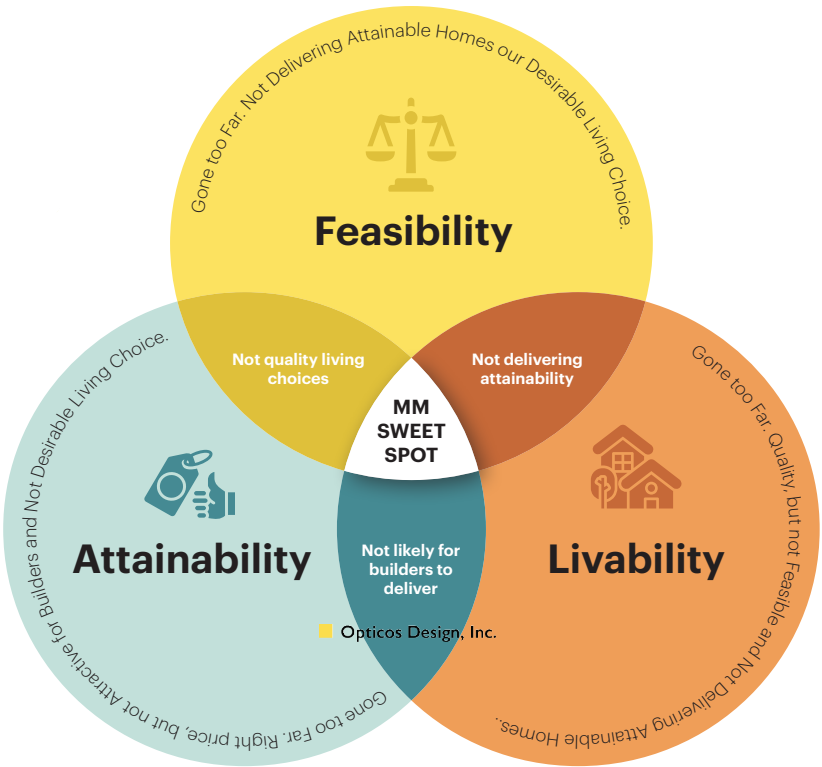 Gone too Far. Not Delivering Attainable Homes our Desirable Living Choice.
Feasibility
Not quality living
choices
Not delivering
attainability
MM
SWEET
SPOT
Gone too Far. Right price, but not Attractive for Builders and Not Desirable Living Choice.
Attainability
Not likely for
builders to
deliver
Gone too Far. Quality, but not Feasible and Not Delivering Attainable Homes..
Livability
Opticos Design, Inc.